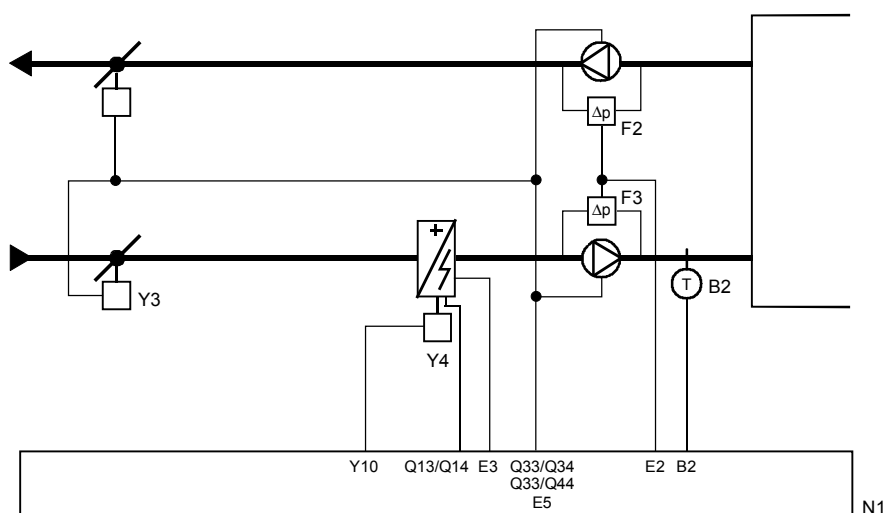 Δp
F2
F3
Δp
T
B2
Y3
Y4
Y10 Q13/Q14 E3 Q33/Q34 E2 B2
Q33/Q44
E5
N1